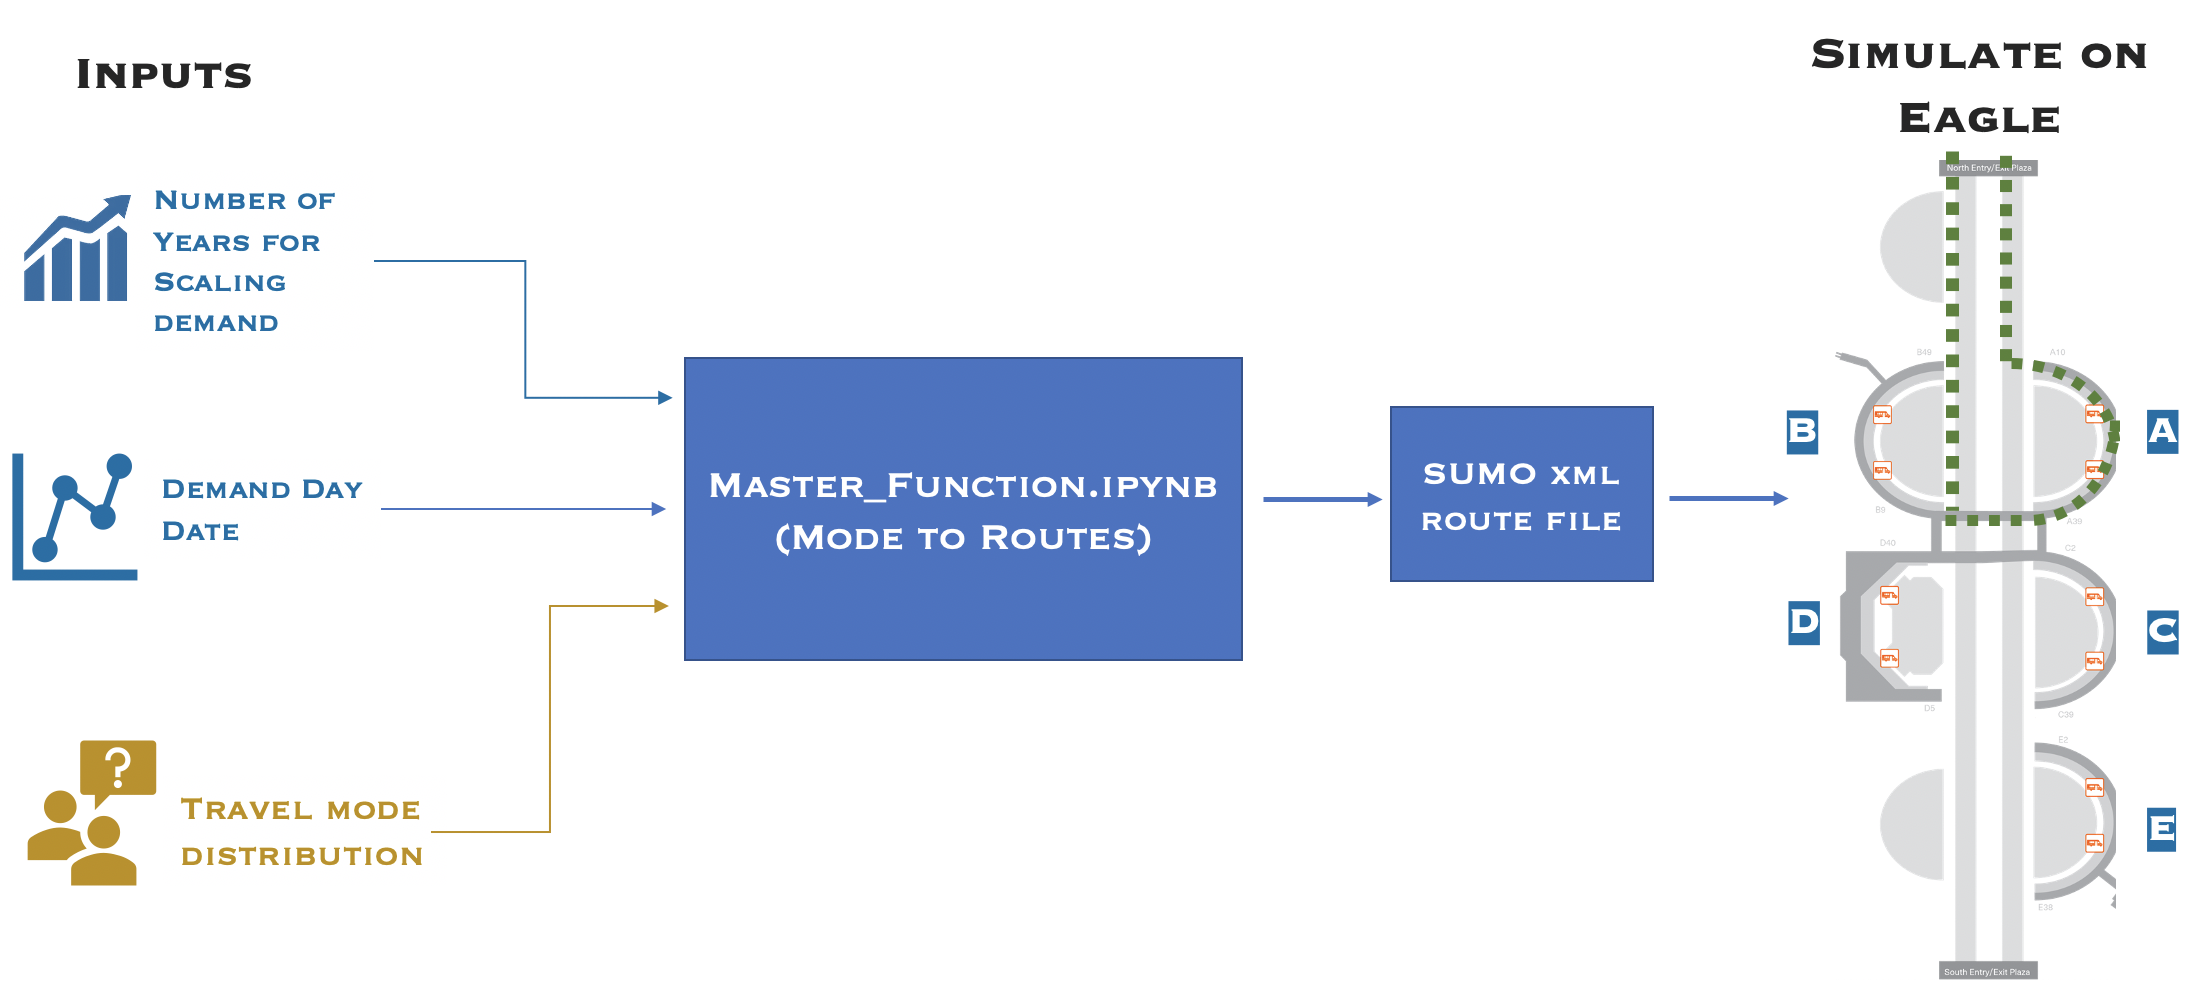 Inputs
Simulate on
Eagle
Number of
Years for
Scaling
demand
Demand Day
Date
Travel mode
distribution
Master_Function.ipynb
(Mode to Routes)
SUMO xml
route file
North Entry/Exit Plaza
B49
A10
B
A
B9
A39
D40
C2
D
C
D5
C39
E2
E
E38
South Entry/Exit Plaza